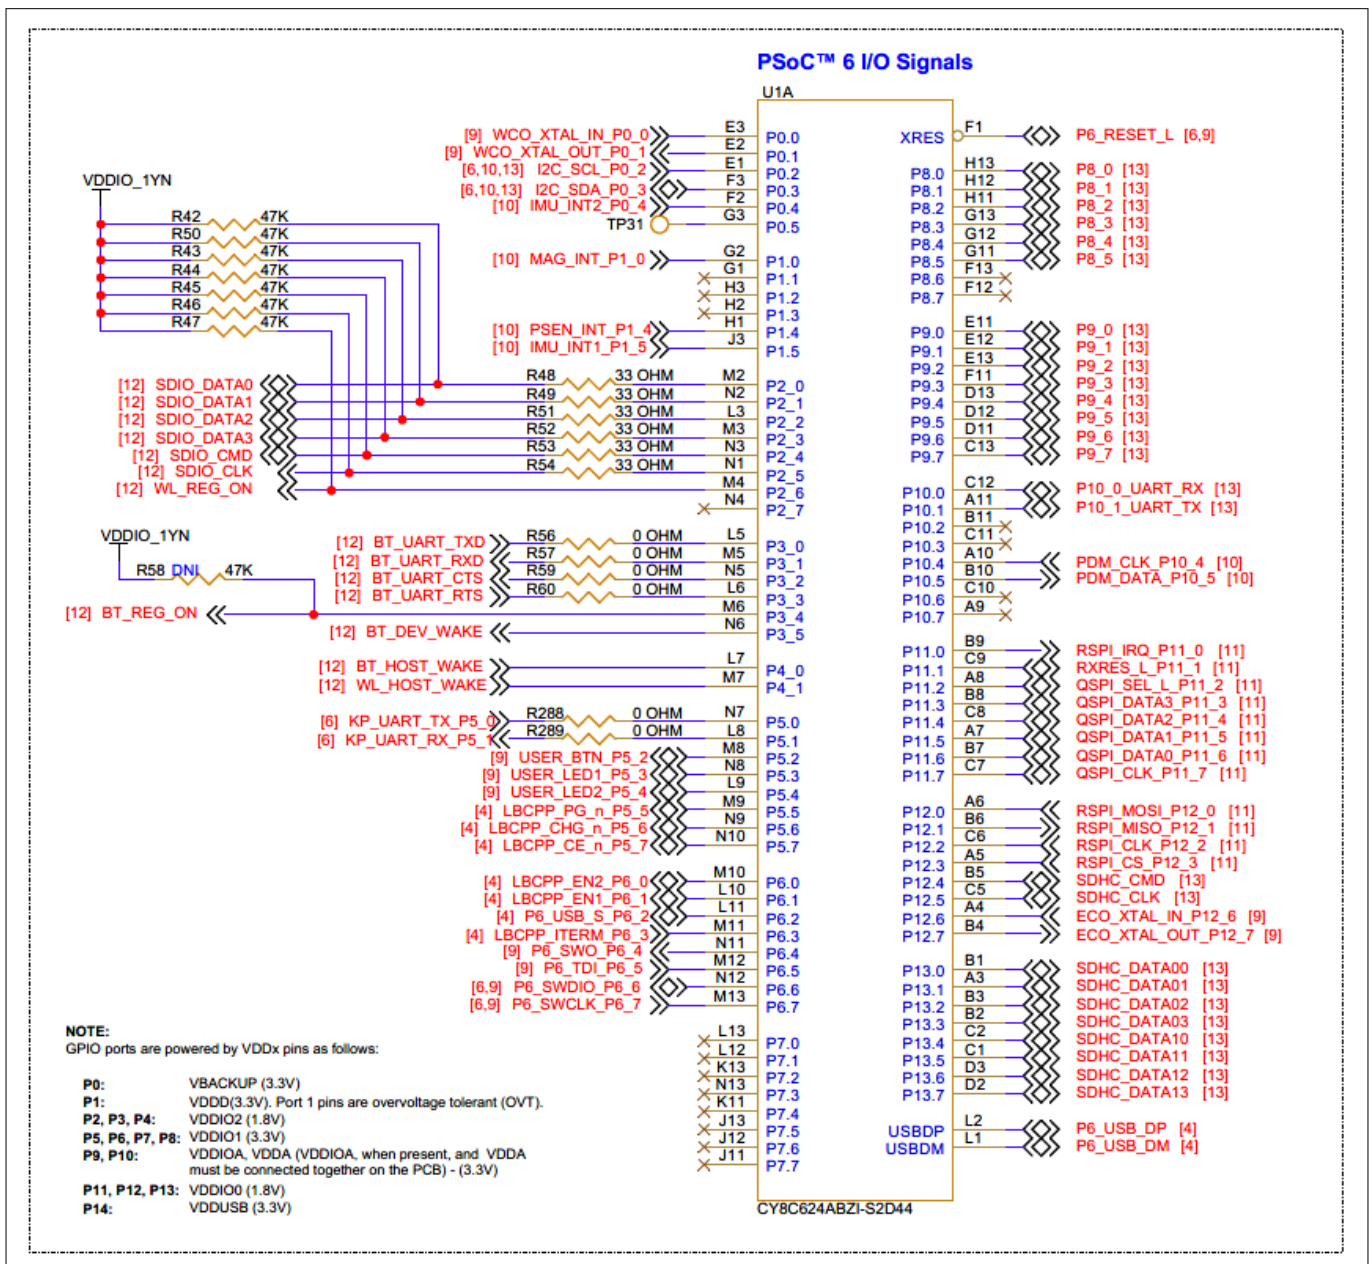 PSoC™ 6 I/O Signals
U1A
[9] WCO_XTAL_IN_P0_0 E3 P0.0
[9] WCO_XTAL_OUT_P0_1 E2 P0.1
[6,10,13] I2C_SCL_P0_2 E1 P0.2
[6,10,13] I2C_SDA_P0_3 F3 P0.3
[10] IMU_INT2_P0_4 F2 P0.4
TP31 G3 P0.5
[10] MAG_INT_P1_0 G2 P1.0
G1 P1.1
H3 P1.2
H2 P1.3
[10] PSEN_INT_P1_4 H1 P1.4
[10] IMU_INT1_P1_5 J3 P1.5
VDDIO_1YN
R42 47K
R50 47K
R43 47K
R44 47K
R45 47K
R46 47K
R47 47K
[12] SDIO_DATA0 R48 33 OHM M2 P2_0
[12] SDIO_DATA1 R49 33 OHM N2 P2_1
[12] SDIO_DATA2 R51 33 OHM L3 P2_2
[12] SDIO_DATA3 R52 33 OHM M3 P2_3
[12] SDIO_CMD R53 33 OHM N3 P2_4
[12] SDIO_CLK R54 33 OHM N1 P2_5
[12] WL_REG_ON M4 P2_6
N4 P2_7
VDDIO_1YN
R58 DNI 47K
[12] BT_UART_TXD R56 0 OHM L5 P3_0
[12] BT_UART_RXD R57 0 OHM M5 P3_1
[12] BT_UART_CTS R59 0 OHM N5 P3_2
[12] BT_UART_RTS R60 0 OHM L6 P3_3
[12] BT_REG_ON M6 P3_4
[12] BT_DEV_WAKE N6 P3_5
[12] BT_HOST_WAKE L7 P4_0
[12] WL_HOST_WAKE M7 P4_1
[6] KP_UART_TX_P5_0 R288 0 OHM N7 P5.0
[6] KP_UART_RX_P5_1 R289 0 OHM L8 P5.1
[9] USER_BTN_P5_2 M8 P5.2
[9] USER_LED1_P5_3 N8 P5.3
[9] USER_LED2_P5_4 L9 P5.4
[4] LBCPP_PG_n_P5_5 M9 P5.5
[4] LBCPP_CHG_n_P5_6 N9 P5.6
[4] LBCPP_CE_n_P5_7 N10 P5.7
[4] LBCPP_EN2_P6_0 M10 P6.0
[4] LBCPP_EN1_P6_1 L10 P6.1
[4] P6_USB_S_P6_2 L11 P6.2
[4] LBCPP_ITERM_P6_3 M11 P6.3
[9] P6_SWO_P6_4 N11 P6.4
[9] P6_TDI_P6_5 M12 P6.5
[6,9] P6_SWDIO_P6_6 N12 P6.6
[6,9] P6_SWCLK_P6_7 M13 P6.7
L13 P7.0
L12 P7.1
K13 P7.2
N13 P7.3
K11 P7.4
J13 P7.5
J12 P7.6
J11 P7.7
XRES F1 P6_RESET_L [6,9]
P8.0 H13 P8_0 [13]
P8.1 H12 P8_1 [13]
P8.2 H11 P8_2 [13]
P8.3 G13 P8_3 [13]
P8.4 G12 P8_4 [13]
P8.5 G11 P8_5 [13]
P8.6 F13
P8.7 F12
P9.0 E11 P9_0 [13]
P9.1 E12 P9_1 [13]
P9.2 E13 P9_2 [13]
P9.3 F11 P9_3 [13]
P9.4 D13 P9_4 [13]
P9.5 D12 P9_5 [13]
P9.6 D11 P9_6 [13]
P9.7 C13 P9_7 [13]
P10.0 C12 P10_0_UART_RX [13]
P10.1 A11 P10_1_UART_TX [13]
P10.2 B11
P10.3 C11
P10.4 A10 PDM_CLK_P10_4 [10]
P10.5 B10 PDM_DATA_P10_5 [10]
P10.6 C10
P10.7 A9
P11.0 B9 RSPI_IRQ_P11_0 [11]
P11.1 C9 RXRES_L_P11_1 [11]
P11.2 A8 QSPI_SEL_L_P11_2 [11]
P11.3 B8 QSPI_DATA3_P11_3 [11]
P11.4 C8 QSPI_DATA2_P11_4 [11]
P11.5 A7 QSPI_DATA1_P11_5 [11]
P11.6 B7 QSPI_DATA0_P11_6 [11]
P11.7 C7 QSPI_CLK_P11_7 [11]
P12.0 A6 RSPI_MOSI_P12_0 [11]
P12.1 B6 RSPI_MISO_P12_1 [11]
P12.2 C6 RSPI_CLK_P12_2 [11]
P12.3 A5 RSPI_CS_P12_3 [11]
P12.4 B5 SDHC_CMD [13]
P12.5 C5 SDHC_CLK [13]
P12.6 A4 ECO_XTAL_IN_P12_6 [9]
P12.7 B4 ECO_XTAL_OUT_P12_7 [9]
P13.0 B1 SDHC_DATA00 [13]
P13.1 A3 SDHC_DATA01 [13]
P13.2 B3 SDHC_DATA02 [13]
P13.3 B2 SDHC_DATA03 [13]
P13.4 C2 SDHC_DATA10 [13]
P13.5 C1 SDHC_DATA11 [13]
P13.6 D3 SDHC_DATA12 [13]
P13.7 D2 SDHC_DATA13 [13]
USBDP L2 P6_USB_DP [4]
USBDM L1 P6_USB_DM [4]
CY8C624ABZI-S2D44
NOTE:
GPIO ports are powered by VDDx pins as follows:
P0: VBACKUP (3.3V)
P1: VDDD(3.3V). Port 1 pins are overvoltage tolerant (OVT).
P2, P3, P4: VDDIO2 (1.8V)
P5, P6, P7, P8: VDDIO1 (3.3V)
P9, P10: VDDIOA, VDDA (VDDIOA, when present, and VDDA
must be connected together on the PCB) - (3.3V)
P11, P12, P13: VDDIO0 (1.8V)
P14: VDDUSB (3.3V)